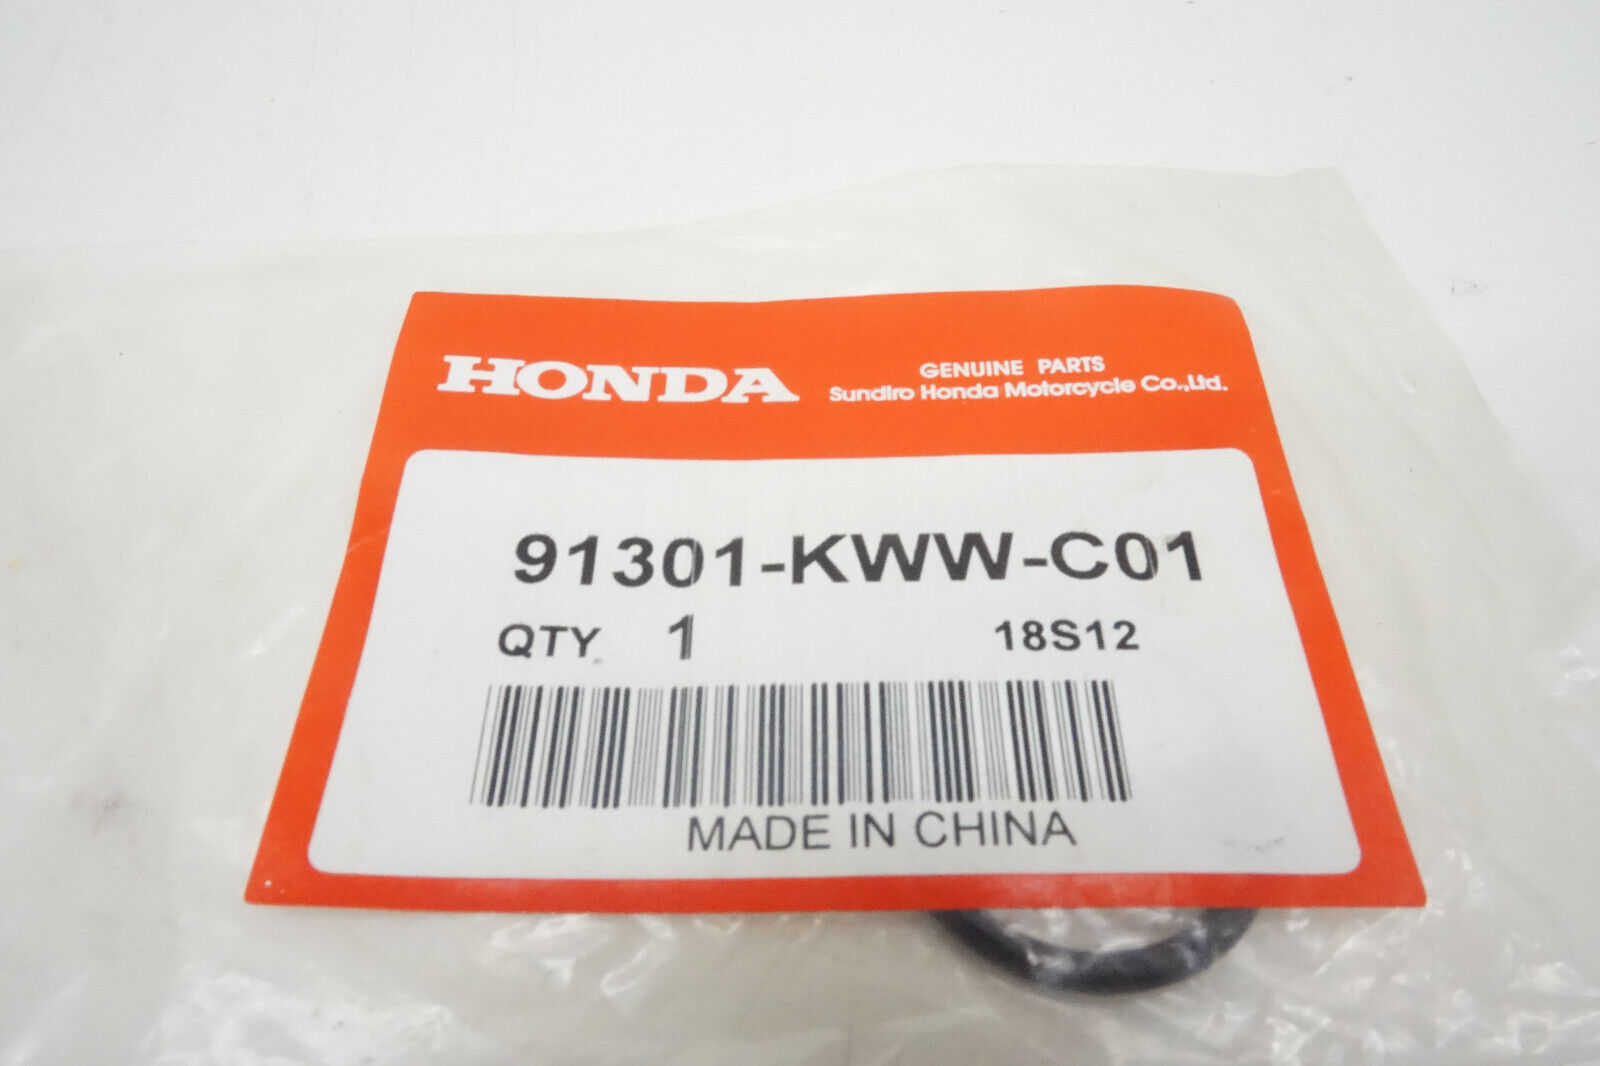 HONDA
GENUINE PARTS
Sundiro Honda Motorcycle Co.,Ltd.
91301-KWW-C01
QTY 1 18S12
MADE IN CHINA